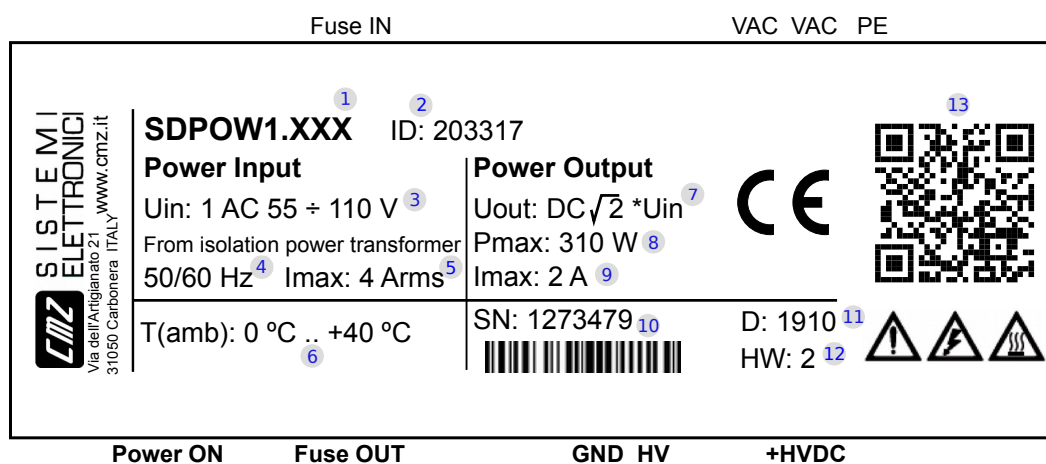 Fuse IN
VAC VAC PE
SISTEMI
ELETTRONICI
www.cmz.it
Via dell'Artigianato 21
31050 Carbonera ITALY
CMZ
1
SDPOW1.XXX
2
ID: 203317
Power Input
Uin: 1 AC 55 ÷ 110 V 3
From isolation power transformer
50/60 Hz 4 Imax: 4 Arms 5
Power Output
Uout: DC√2 *Uin 7
Pmax: 310 W 8
Imax: 2 A 9
CE
13
T(amb): 0 ºC .. +40 ºC
6
SN: 1273479 10
D: 1910 11
HW: 2 12
Power ON
Fuse OUT
GND HV
+HVDC